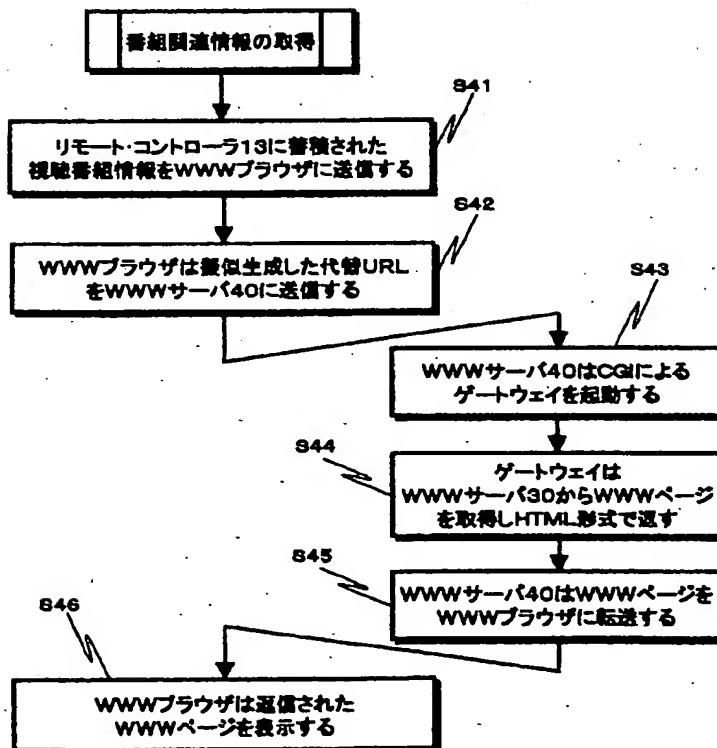 番組関連情報の取得
S41
リモート・コントローラ13に蓄積された
視聴番組情報をWWWブラウザに送信する
S42
WWWブラウザは擬似生成した代替URL
をWWWサーバ40に送信する
S43
WWWサーバ40はCGIによる
ゲートウェイを起動する
S44
ゲートウェイは
WWWサーバ30からWWWページ
を取得しHTML形式で返す
S45
WWWサーバ40はWWWページを
WWWブラウザに転送する
S46
WWWブラウザは返信された
WWWページを表示する